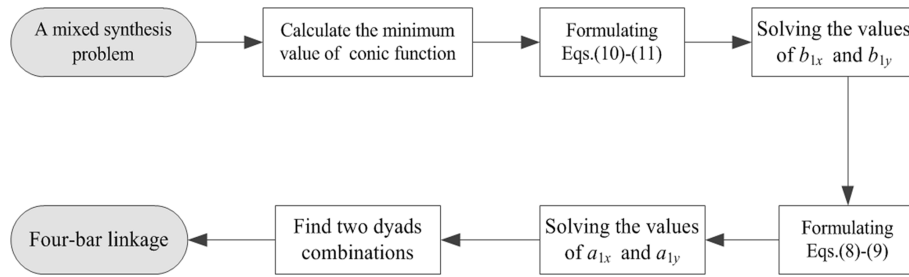 A mixed synthesis
problem
Calculate the minimum
value of conic function
Formulating
Eqs.(10)-(11)
Solving the values
of b1x and b1y
Formulating
Eqs.(8)-(9)
Solving the values
of a1x and a1y
Find two dyads
combinations
Four-bar linkage